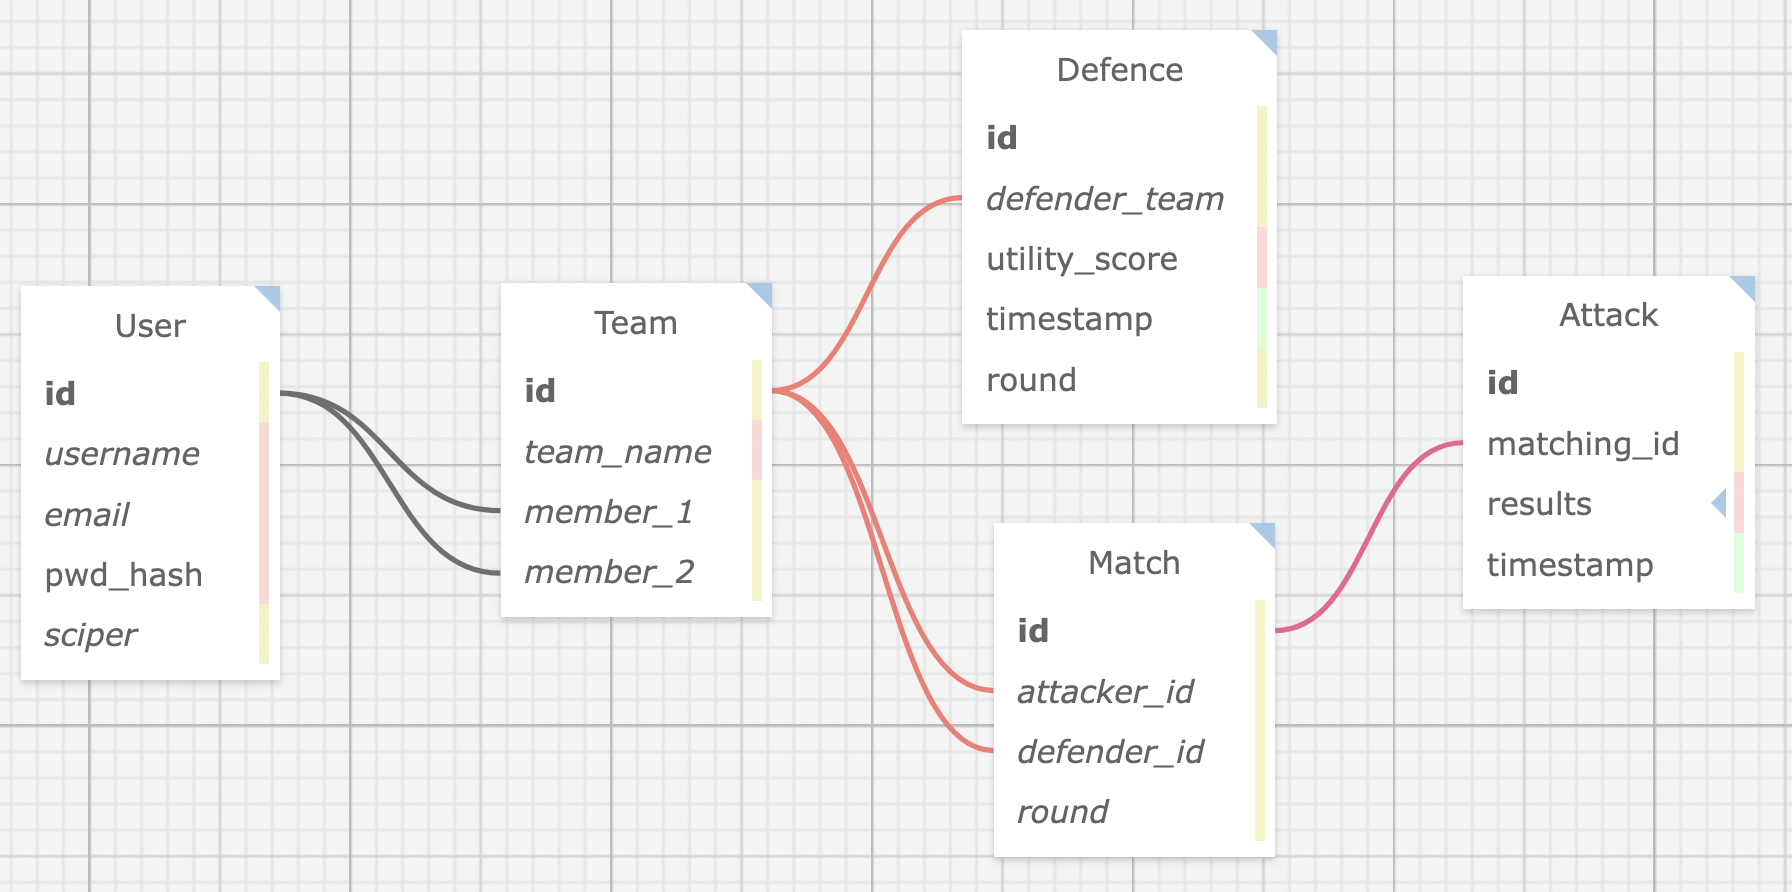 User
id
username
email
pwd_hash
sciper
Team
id
team_name
member_1
member_2
Defence
id
defender_team
utility_score
timestamp
round
Match
id
attacker_id
defender_id
round
Attack
id
matching_id
results
timestamp